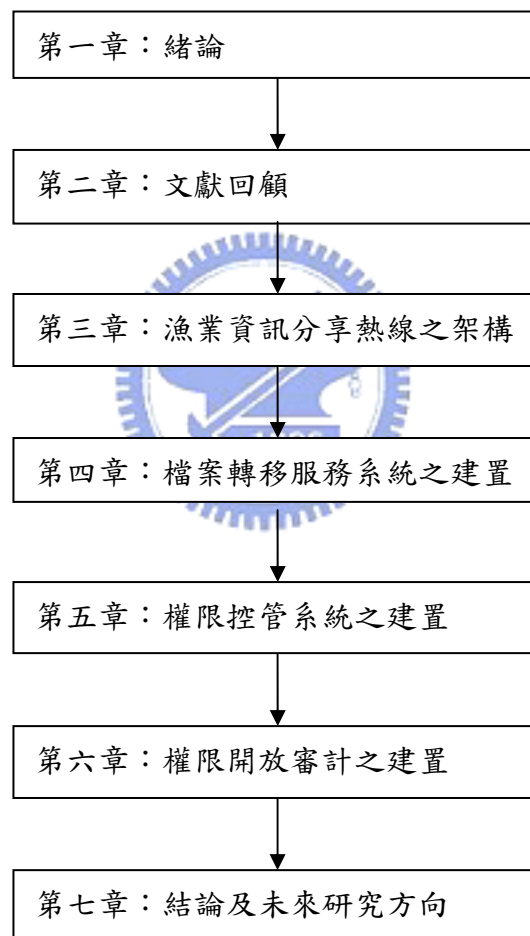 第一章：緒論
第二章：文獻回顧
第三章：漁業資訊分享熱線之架構
第四章：檔案轉移服務系統之建置
第五章：權限控管系統之建置
第六章：權限開放審計之建置
第七章：結論及未來研究方向